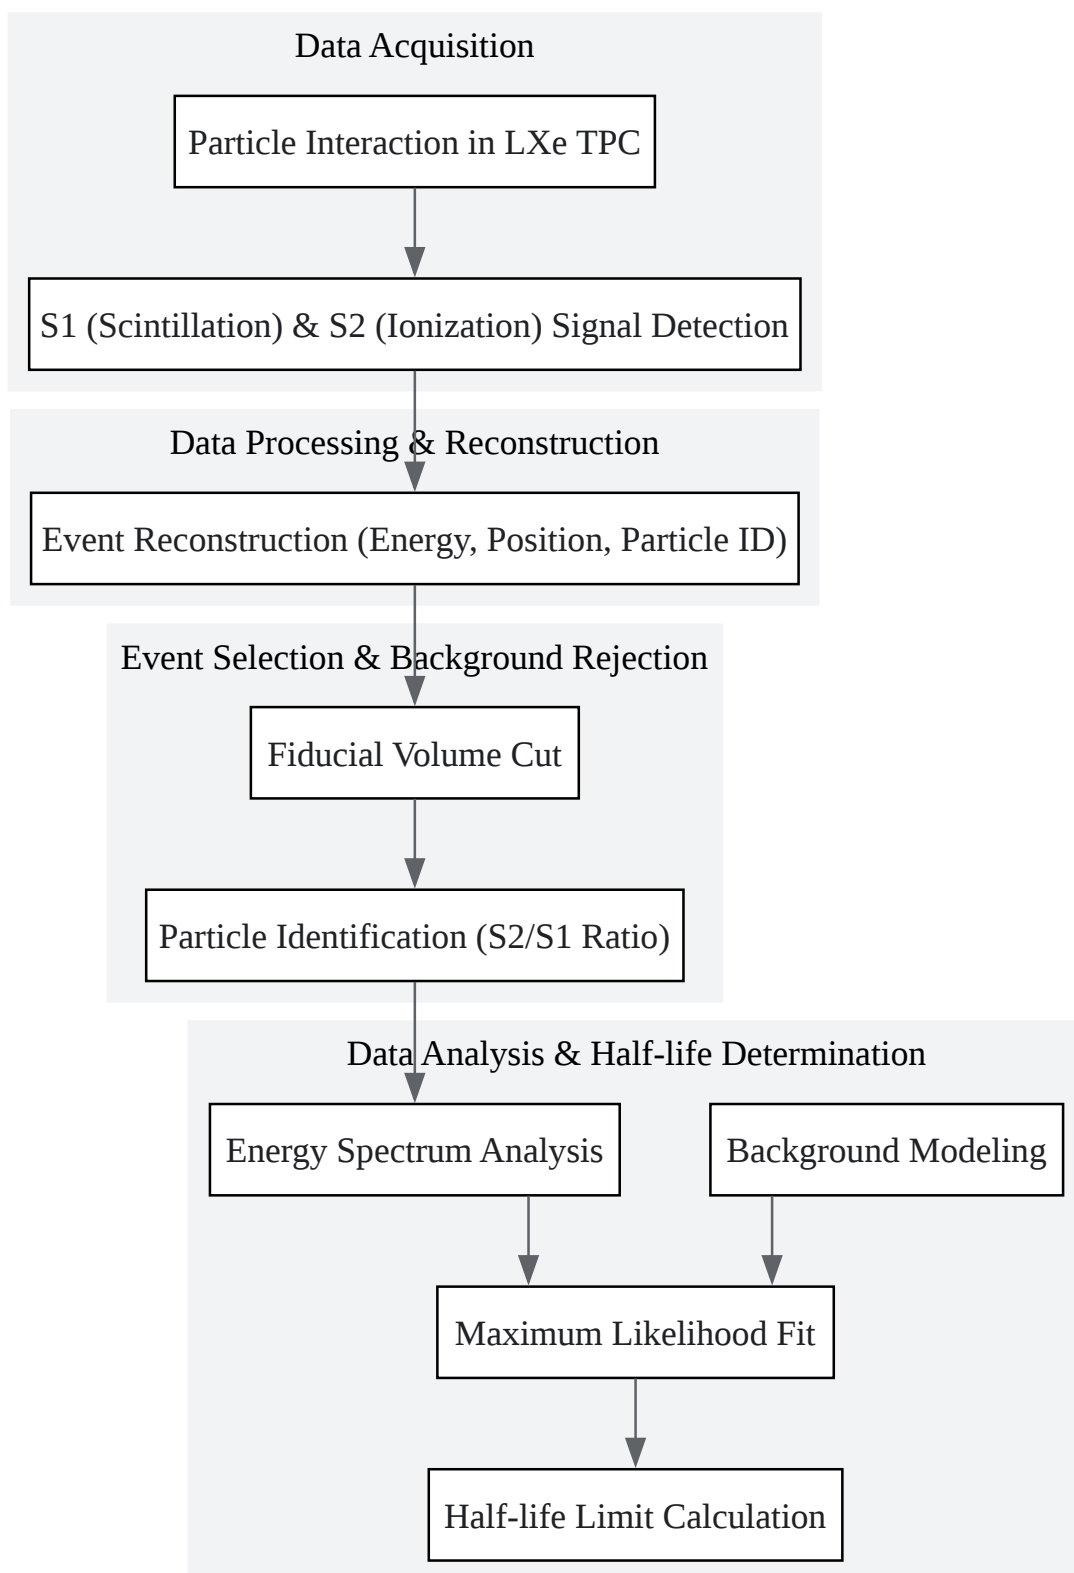 Data Acquisition
Particle Interaction in LXe TPC
S1 (Scintillation) & S2 (Ionization) Signal Detection
Data Processing & Reconstruction
Event Reconstruction (Energy, Position, Particle ID)
Event Selection & Background Rejection
Fiducial Volume Cut
Particle Identification (S2/S1 Ratio)
Data Analysis & Half-life Determination
Energy Spectrum Analysis
Background Modeling
Maximum Likelihood Fit
Half-life Limit Calculation